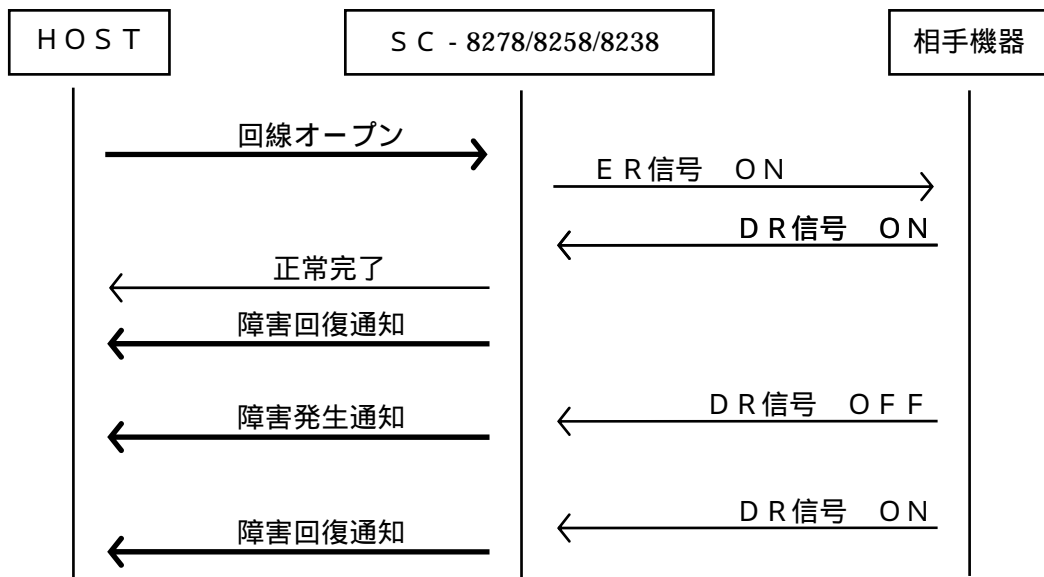 ＨＯＳＴ
ＳＣ-8278/8258/8238
相手機器
回線オープン
ＥＲ信号　ＯＮ
ＤＲ信号　ＯＮ
正常完了
障害回復通知
ＤＲ信号　ＯＦＦ
障害発生通知
ＤＲ信号　ＯＮ
障害回復通知